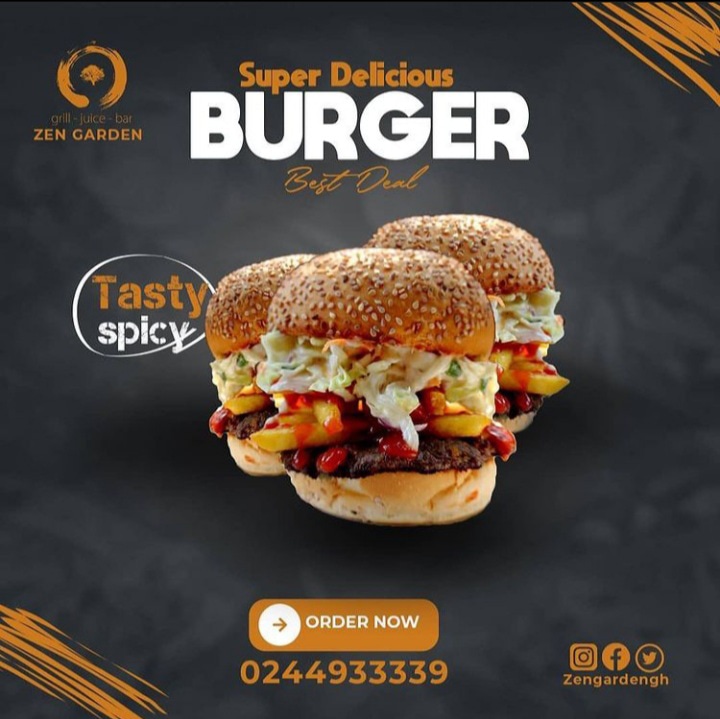 grill - juice - bar
ZEN GARDEN
Super Delicious
BURGER
Best Deal
Tasty
spicy
ORDER NOW
0244933339
Zengardengh